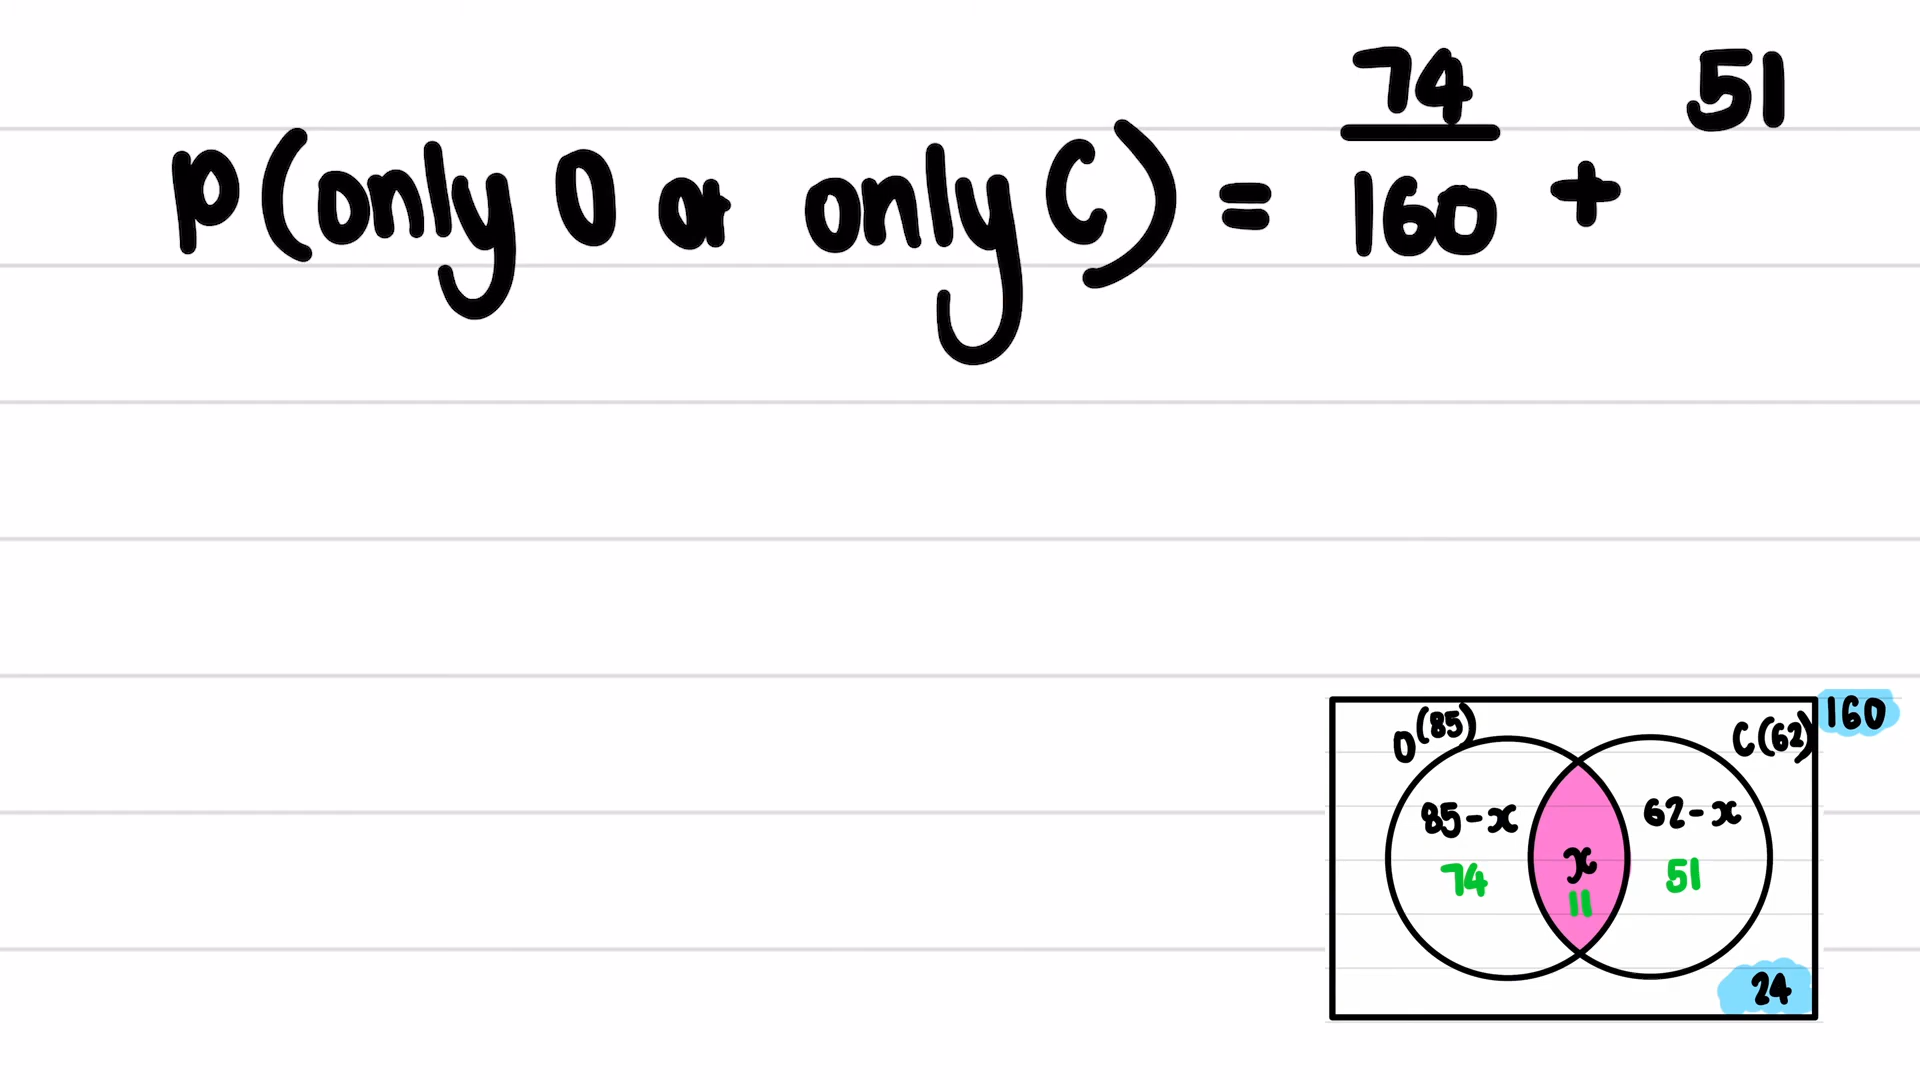 P(only O or only C) = 74/160 + 51
160
O(85) C(62)
85-x 62-x
x
74 51
11
24